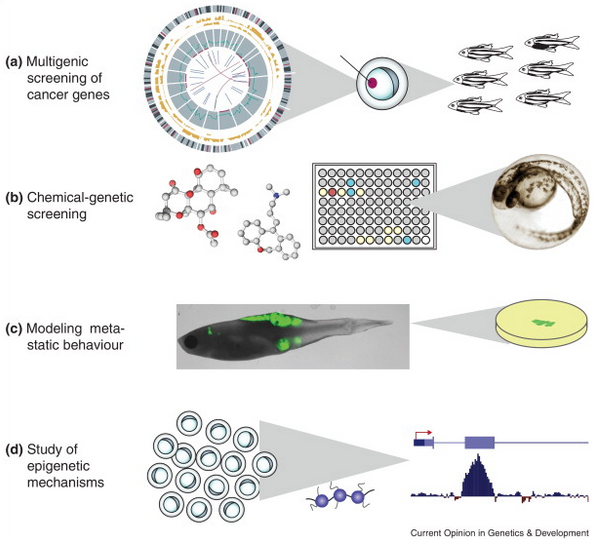 (a) Multigenic
screening of
cancer genes
(b) Chemical-genetic
screening
(c) Modeling meta-
static behaviour
(d) Study of
epigenetic
mechanisms
Current Opinion in Genetics & Development